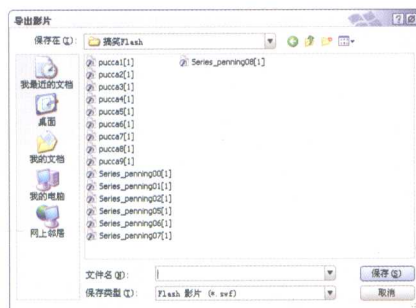 导出影片
保存在(I):
搞笑Flash
我最近的文档
桌面
我的文档
我的电脑
网上邻居
pucca1[1]
pucca2[1]
pucca3[1]
pucca4[1]
pucca5[1]
pucca6[1]
pucca7[1]
pucca8[1]
pucca9[1]
Series_penning00[1]
Series_penning01[1]
Series_penning02[1]
Series_penning05[1]
Series_penning06[1]
Series_penning07[1]
Series_penning08[1]
文件名(N):
保存(S)
保存类型(T):
Flash 影片 (*.swf)
取消